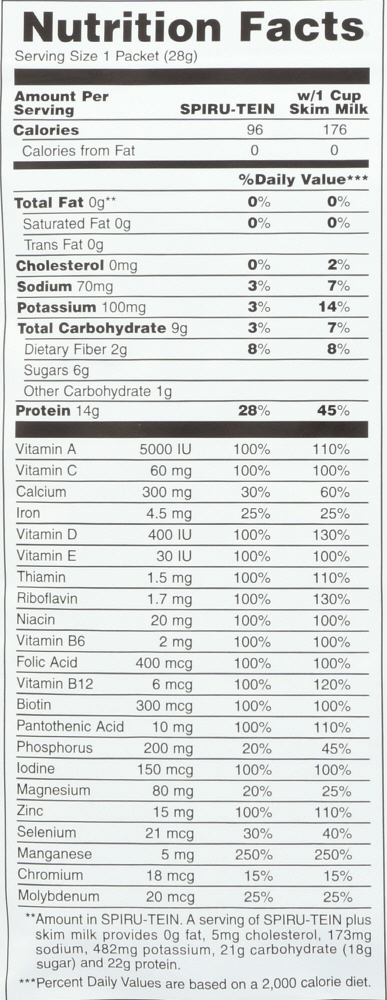 Nutrition Facts
Serving Size 1 Packet (28g)
Amount Per Serving SPIRU-TEIN w/1 Cup Skim Milk
Calories 96 176
Calories from Fat 0 0
%Daily Value***
Total Fat 0g** 0% 0%
Saturated Fat 0g 0% 0%
Trans Fat 0g
Cholesterol 0mg 0% 2%
Sodium 70mg 3% 7%
Potassium 100mg 3% 14%
Total Carbohydrate 9g 3% 7%
Dietary Fiber 2g 8% 8%
Sugars 6g
Other Carbohydrate 1g
Protein 14g 28% 45%
Vitamin A 5000 IU 100% 110%
Vitamin C 60 mg 100% 100%
Calcium 300 mg 30% 60%
Iron 4.5 mg 25% 25%
Vitamin D 400 IU 100% 130%
Vitamin E 30 IU 100% 100%
Thiamin 1.5 mg 100% 110%
Riboflavin 1.7 mg 100% 130%
Niacin 20 mg 100% 100%
Vitamin B6 2 mg 100% 100%
Folic Acid 400 mcg 100% 100%
Vitamin B12 6 mcg 100% 120%
Biotin 300 mcg 100% 100%
Pantothenic Acid 10 mg 100% 110%
Phosphorus 200 mg 20% 45%
Iodine 150 mcg 100% 100%
Magnesium 80 mg 20% 25%
Zinc 15 mg 100% 110%
Selenium 21 mcg 30% 40%
Manganese 5 mg 250% 250%
Chromium 18 mcg 15% 15%
Molybdenum 20 mcg 25% 25%
**Amount in SPIRU-TEIN. A serving of SPIRU-TEIN plus
skim milk provides 0g fat, 5mg cholesterol, 173mg
sodium, 482mg potassium, 21g carbohydrate (18g
sugar) and 22g protein.
***Percent Daily Values are based on a 2,000 calorie diet.